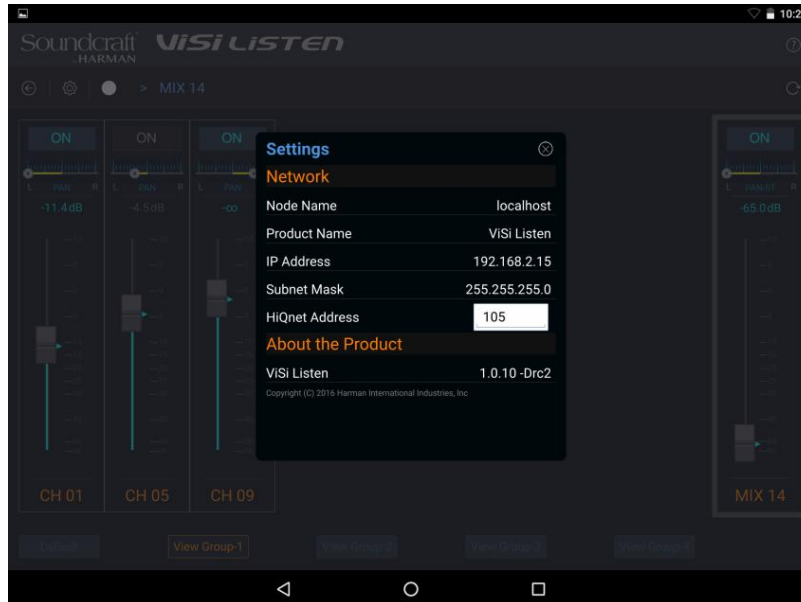 10:2
Soundcraft ViSi LiSTEN
by HARMAN
> MIX 14
ON ON ON ON
L PAN R L PAN R L PAN R L PAN-ST R
-11.4dB -4.5dB -∞ -65.0dB
Settings
Network
Node Name localhost
Product Name ViSi Listen
IP Address 192.168.2.15
Subnet Mask 255.255.255.0
HiQnet Address 105
About the Product
ViSi Listen 1.0.10 -Drc2
Copyright (C) 2016 Harman International Industries, Inc
CH 01 CH 05 CH 09 MIX 14
Default View Group-1 View Group-2 View Group-3 View Group-4